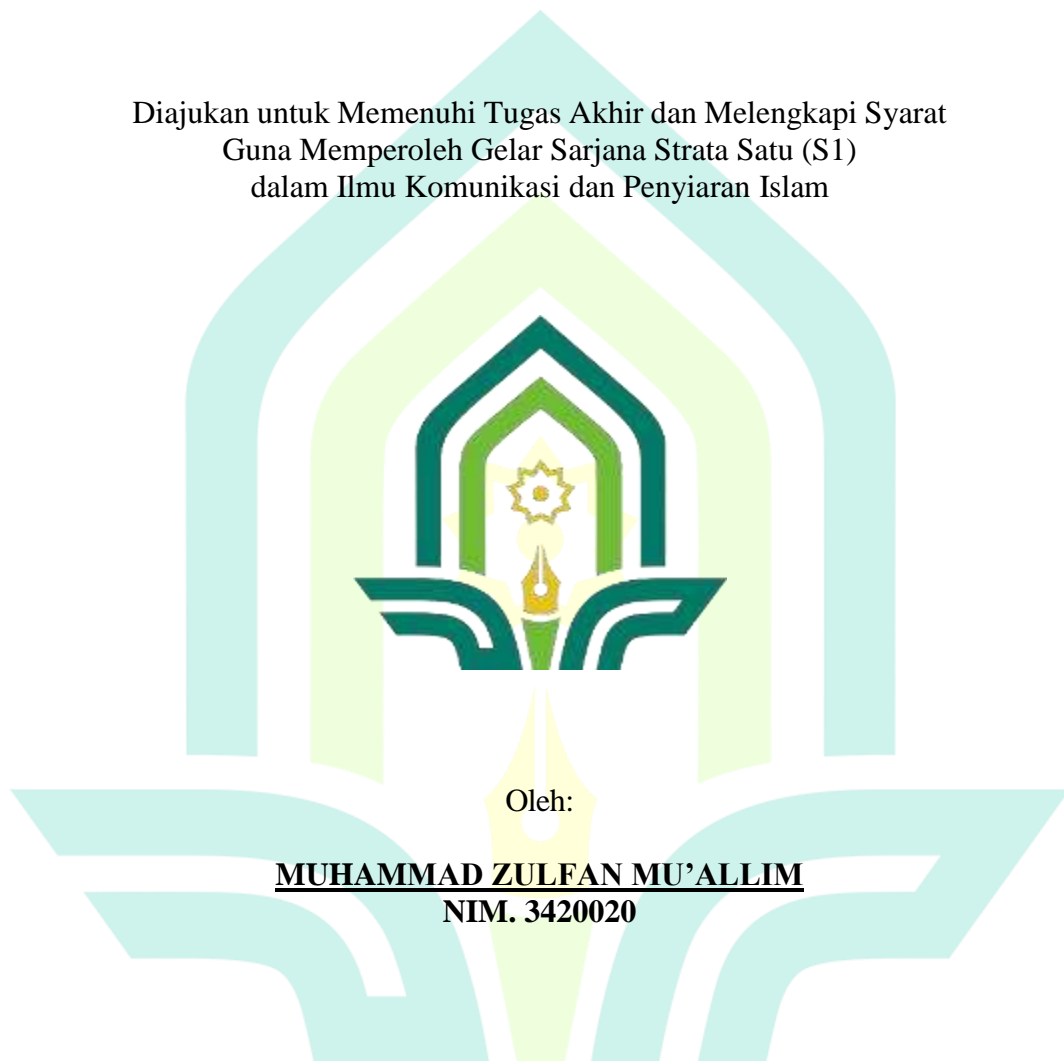 Diajukan untuk Memenuhi Tugas Akhir dan Melengkapi Syarat
Guna Memperoleh Gelar Sarjana Strata Satu (S1)
dalam Ilmu Komunikasi dan Penyiaran Islam
Oleh:
MUHAMMAD ZULFAN MU’ALLIM
NIM. 3420020